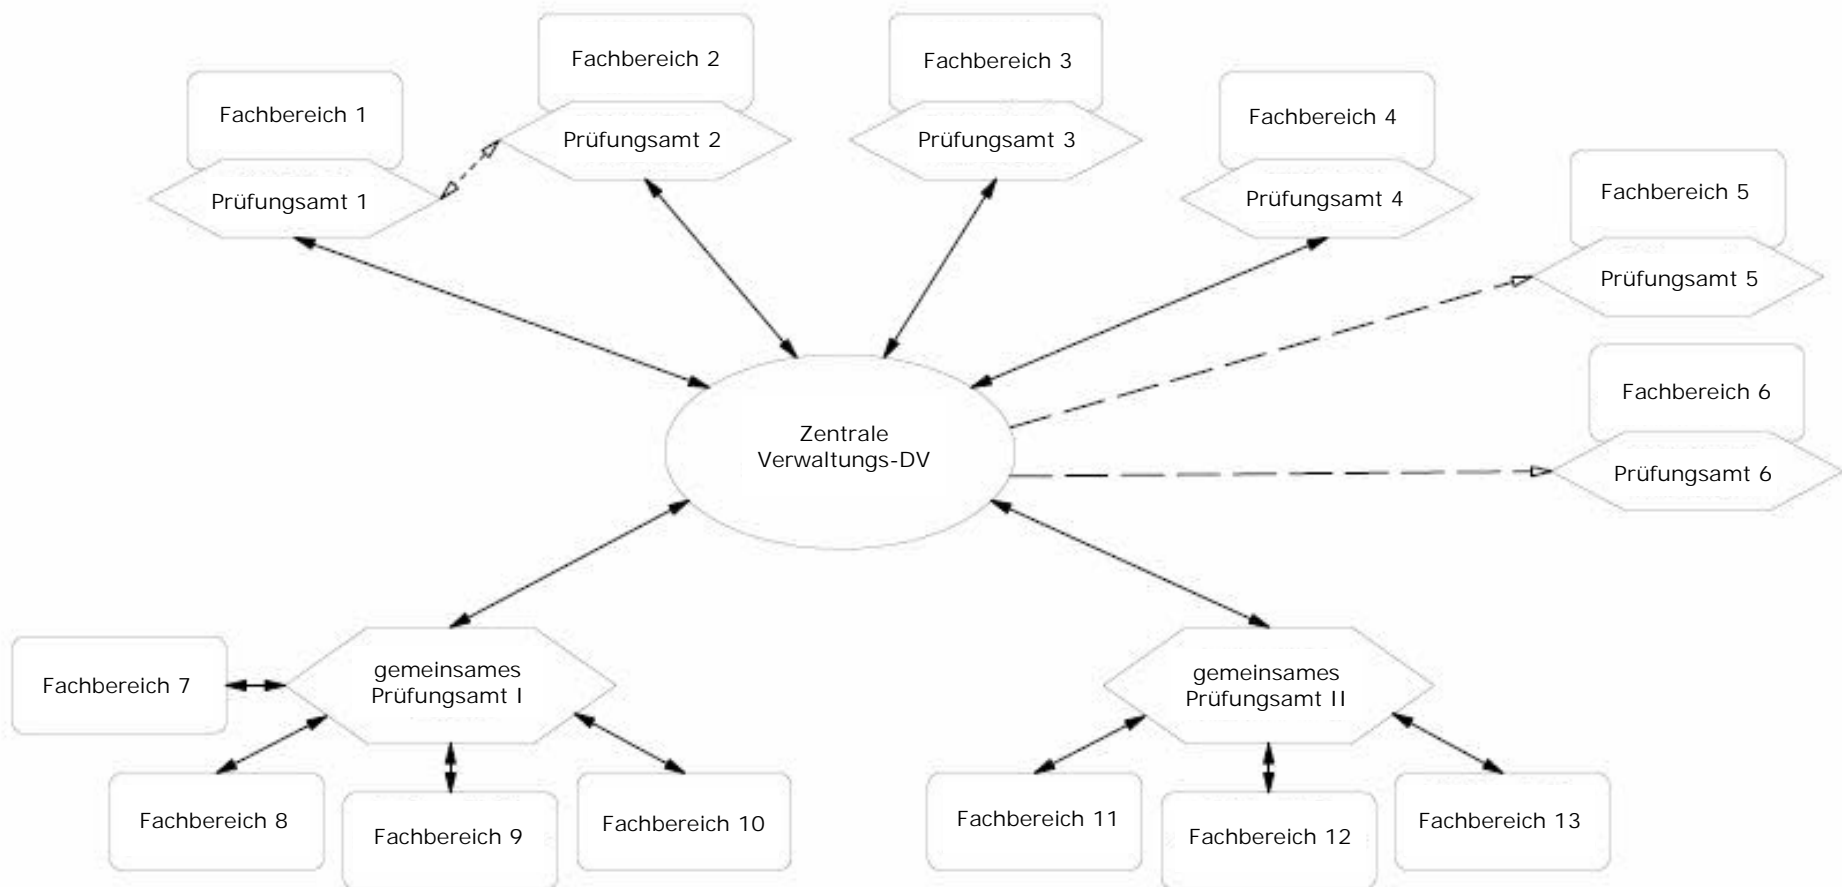 Fachbereich 1
Prüfungsamt 1
Fachbereich 2
Prüfungsamt 2
Fachbereich 3
Prüfungsamt 3
Fachbereich 4
Prüfungsamt 4
Fachbereich 5
Prüfungsamt 5
Fachbereich 6
Prüfungsamt 6
Zentrale
Verwaltungs-DV
gemeinsames
Prüfungsamt I
Fachbereich 7
Fachbereich 8
Fachbereich 9
Fachbereich 10
gemeinsames
Prüfungsamt II
Fachbereich 11
Fachbereich 12
Fachbereich 13